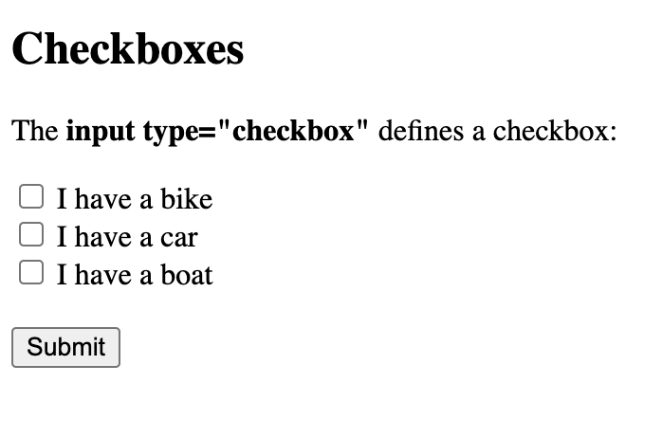 Checkboxes
The input type="checkbox" defines a checkbox:
I have a bike
I have a car
I have a boat
Submit